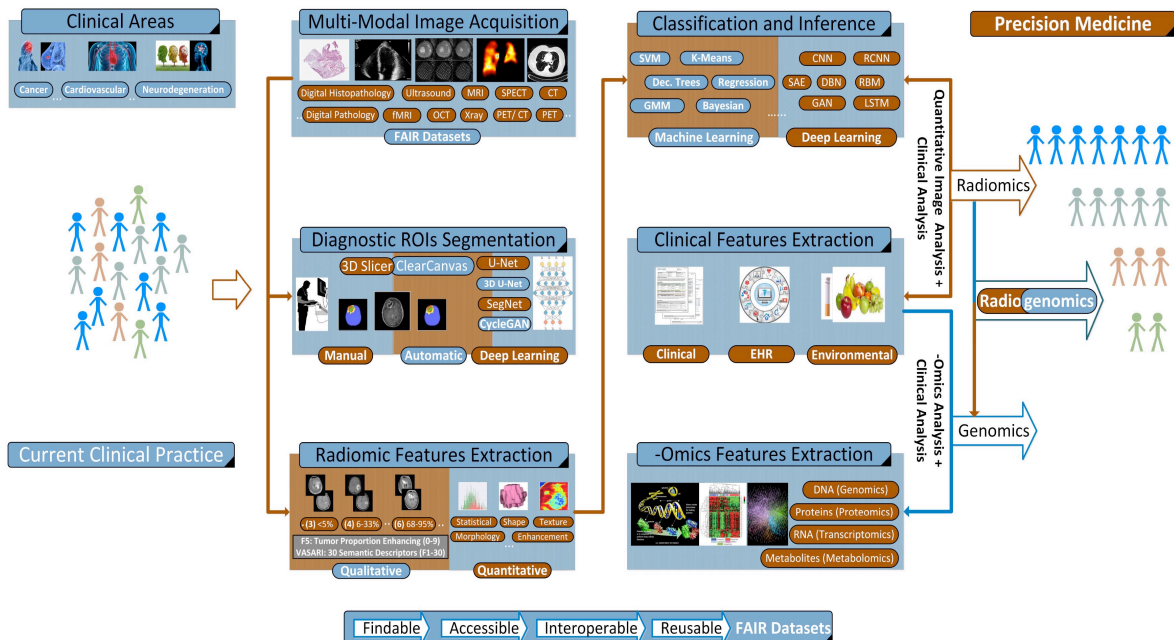 Clinical Areas
Cancer
...
Cardiovascular
..
Neurodegeneration
Current Clinical Practice
Multi-Modal Image Acquisition
Digital Histopathology
Ultrasound
MRI
SPECT
CT
..
Digital Pathology
fMRI
OCT
Xray
PET/ CT
PET
..
FAIR Datasets
Diagnostic ROIs Segmentation
3D Slicer
ClearCanvas
U-Net
3D U-Net
SegNet
CycleGAN
Manual
Automatic
Deep Learning
Radiomic Features Extraction
(3) <5%
(4) 6-33%
..
(6) 68-95%
..
F5: Tumor Proportion Enhancing (0-9)
VASARI: 30 Semantic Descriptors (F1-30)
Qualitative
Statistical
Shape
Texture
Morphology
Enhancement
...
Quantitative
Classification and Inference
SVM
K-Means
Dec. Trees
Regression
GMM
Bayesian
......
Machine Learning
CNN
RCNN
SAE
DBN
RBM
GAN
LSTM
Deep Learning
Clinical Features Extraction
Clinical
EHR
Environmental
-Omics Features Extraction
DNA (Genomics)
Proteins (Proteomics)
RNA (Transcriptomics)
Metabolites (Metabolomics)
Quantitative Image Analysis +
Clinical Analysis
-Omics Analysis +
Clinical Analysis
Precision Medicine
Radiomics
Radiogenomics
Genomics
Findable
Accessible
Interoperable
Reusable
FAIR Datasets